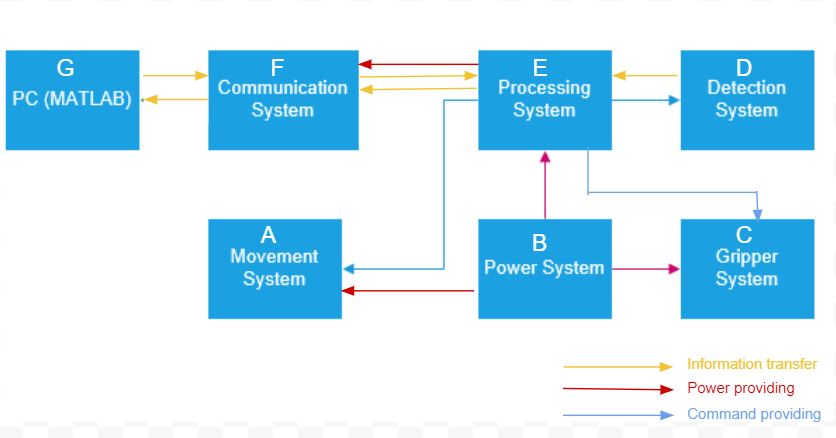 G
PC (MATLAB)
F
Communication
System
E
Processing
System
D
Detection
System
A
Movement
System
B
Power System
C
Gripper
System
Information transfer
Power providing
Command providing